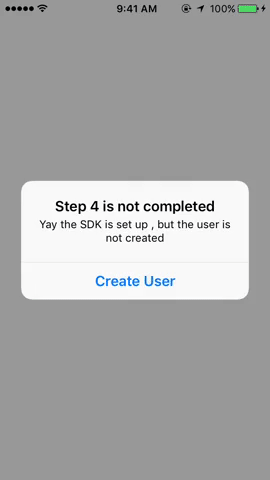 9:41 AM 100%
Step 4 is not completed
Yay the SDK is set up , but the user is
not created
Create User